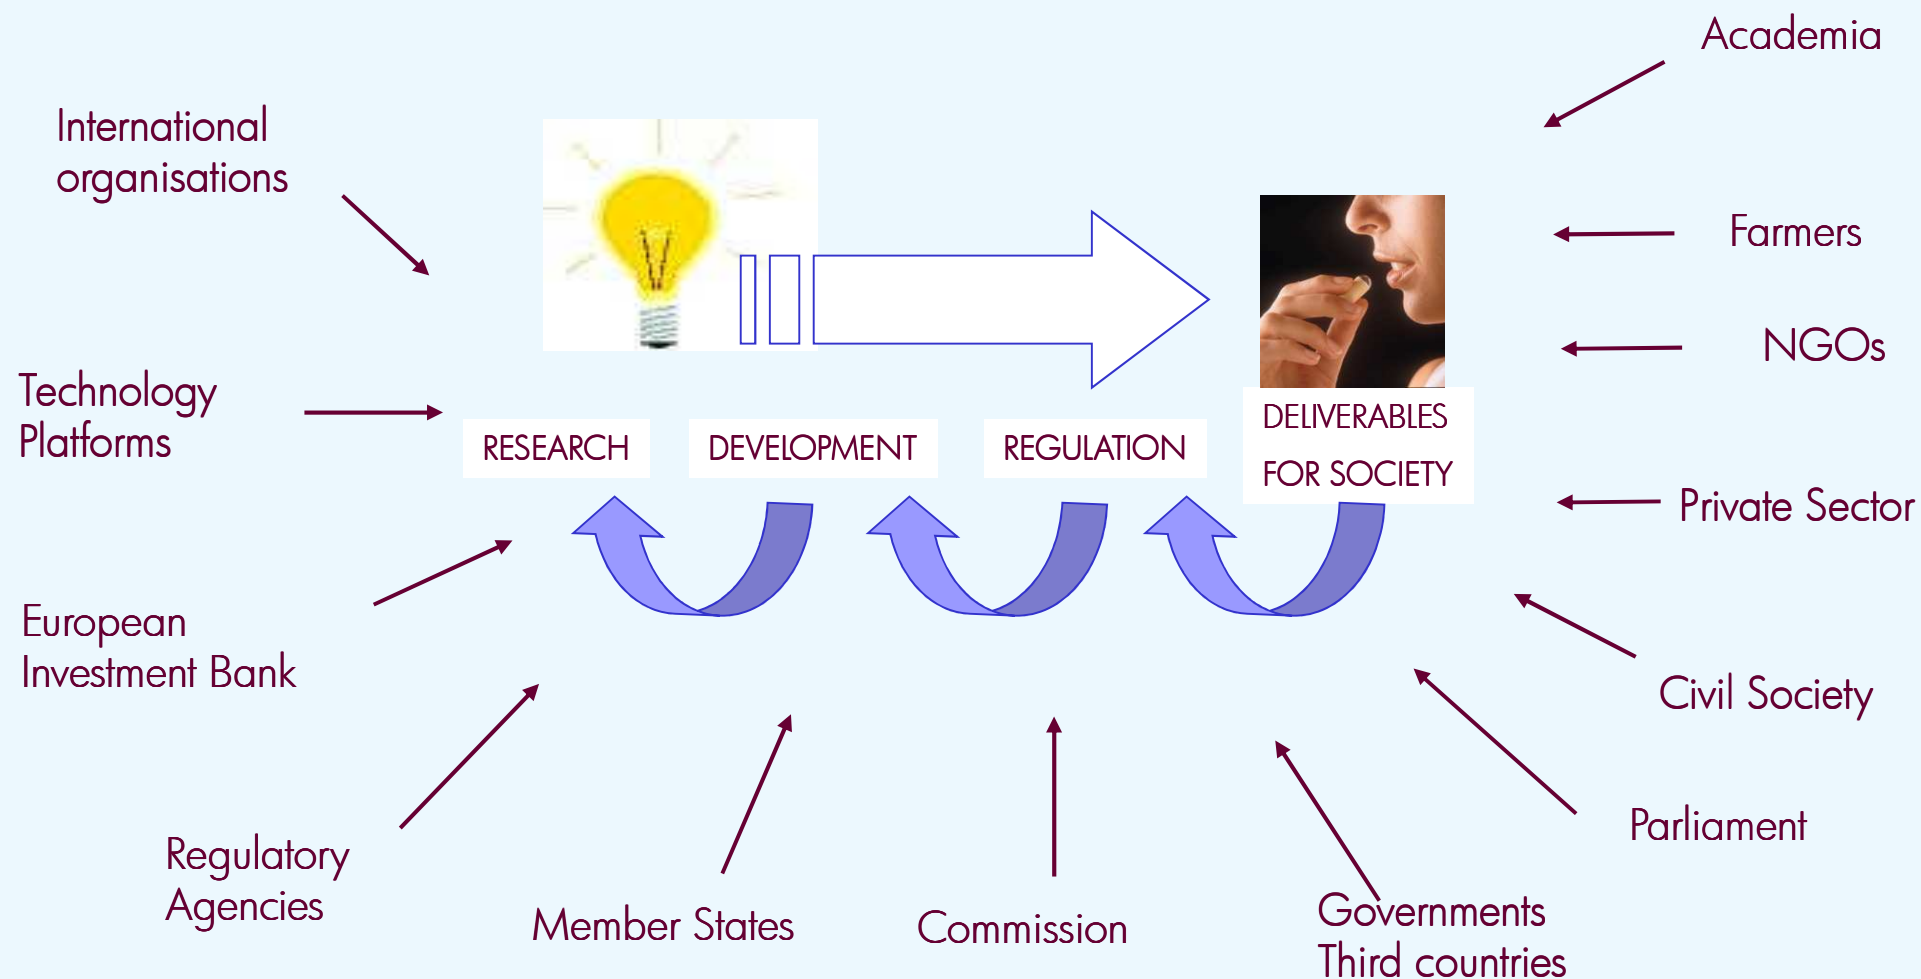 Academia
International
organisations
Farmers
NGOs
Technology
Platforms
RESEARCH
DEVELOPMENT
REGULATION
DELIVERABLES
FOR SOCIETY
Private Sector
European
Investment Bank
Civil Society
Parliament
Regulatory
Agencies
Member States
Commission
Governments
Third countries